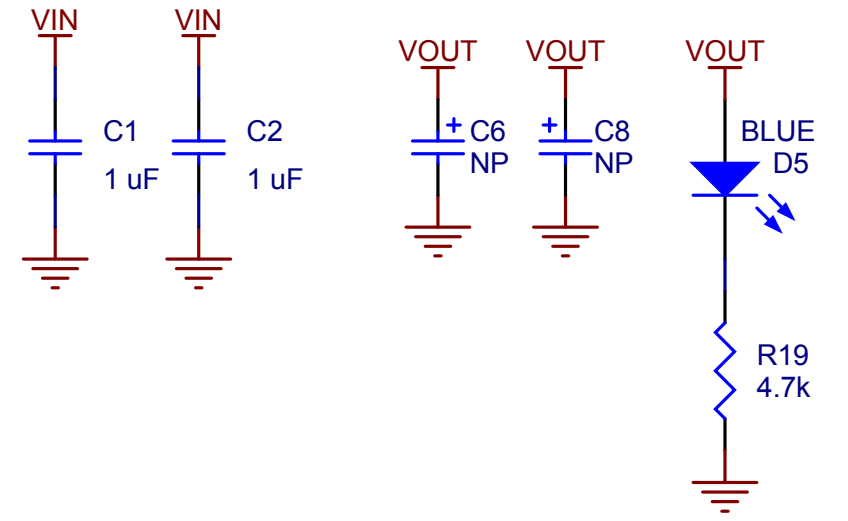 VIN
VIN
VOUT
VOUT
VOUT
C1
1 uF
C2
1 uF
+ C6
NP
+ C8
NP
BLUE
D5
R19
4.7k